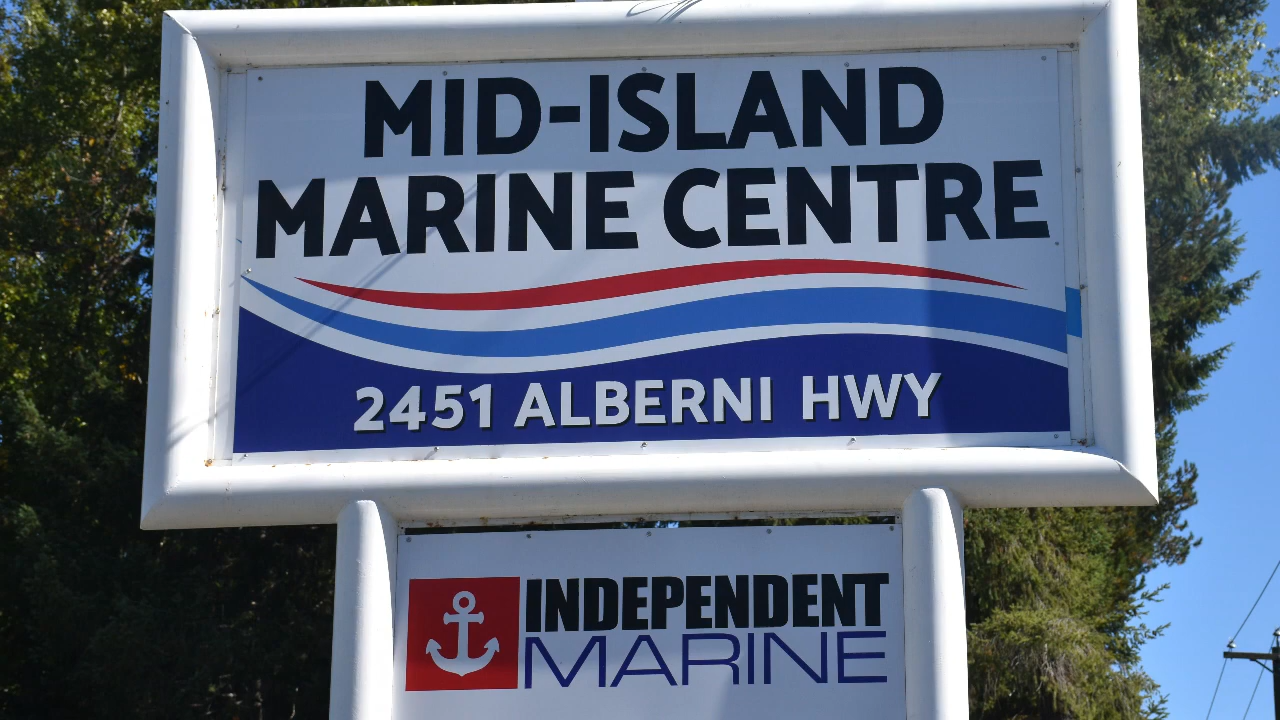 MID-ISLAND
MARINE CENTRE
2451 ALBERNI HWY
INDEPENDENT
MARINE